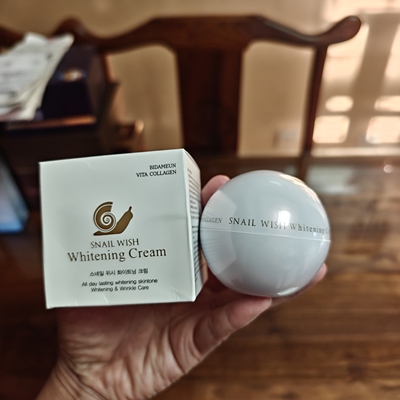 BIDAMEUN
VITA COLLAGEN
SNAIL WISH
Whitening Cream
스네일 위시 화이트닝 크림
All day lasting whitening skintone
Whitening & Wrinkle Care
SNAIL WISH Whitening